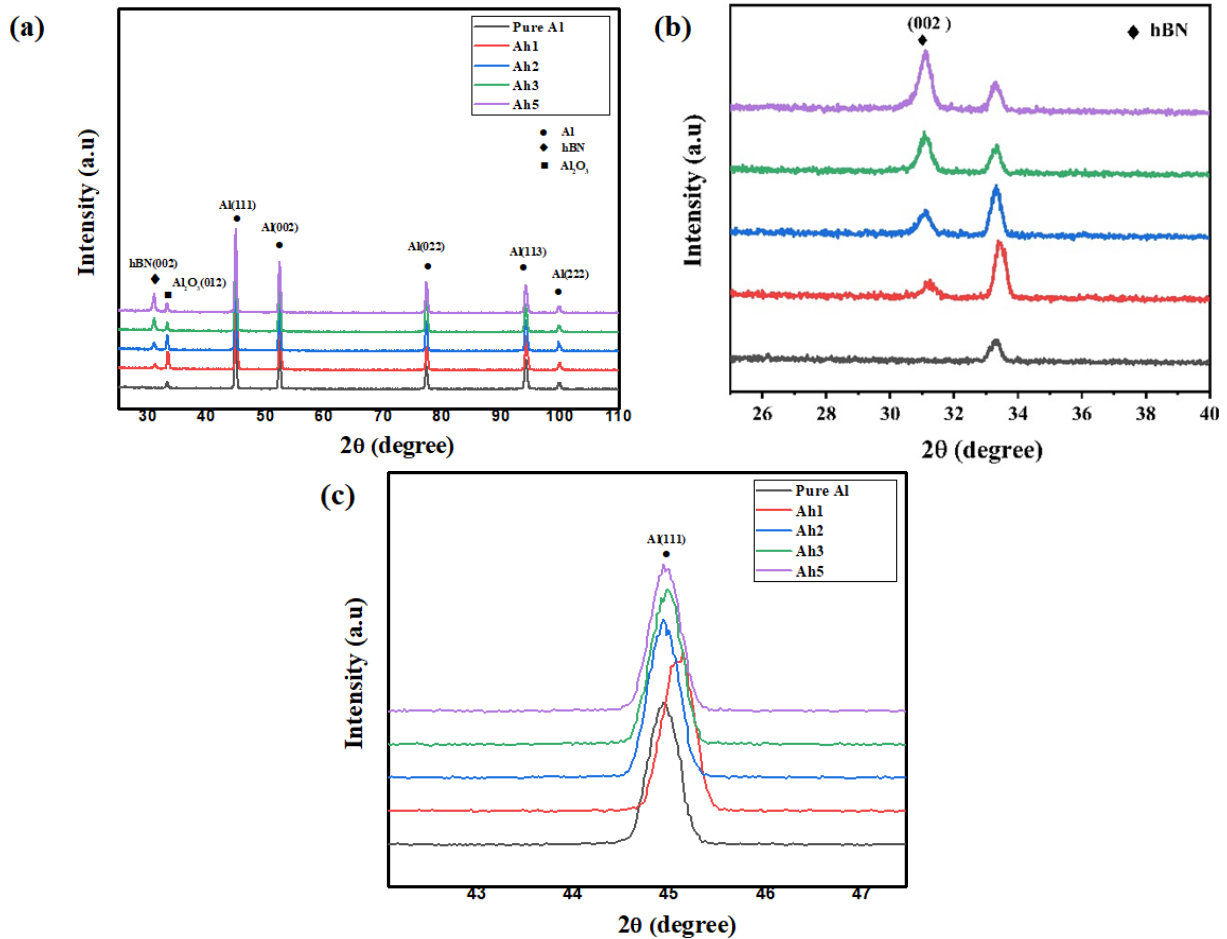 (a)
Pure Al
Ah1
Ah2
Ah3
Ah5
● Al
◆ hBN
■ Al₂O₃
Al(111)
Al(002)
Al(022)
Al(113)
Al(222)
hBN(002)
Al₂O₃(012)
Intensity (a.u)
30 40 50 60 70 80 90 100 110
2θ (degree)
(b)
(002 )
◆ hBN
Intensity (a.u)
26 28 30 32 34 36 38 40
2θ (degree)
(c)
Pure Al
Ah1
Ah2
Ah3
Ah5
Al(111)
Intensity (a.u)
43 44 45 46 47
2θ (degree)